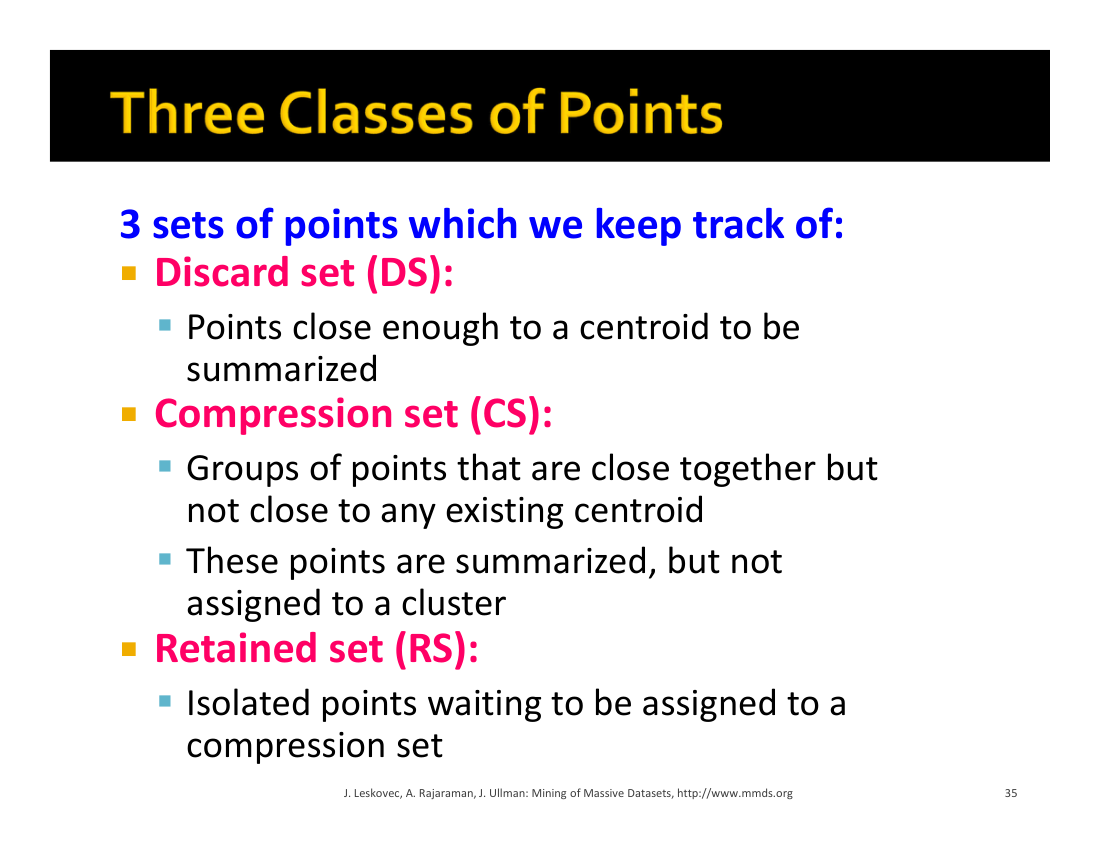 Three Classes of Points
3 sets of points which we keep track of:
Discard set (DS):
Points close enough to a centroid to be
summarized
Compression set (CS):
Groups of points that are close together but
not close to any existing centroid
These points are summarized, but not
assigned to a cluster
Retained set (RS):
Isolated points waiting to be assigned to a
compression set
J. Leskovec, A. Rajaraman, J. Ullman: Mining of Massive Datasets, http://www.mmds.org
35